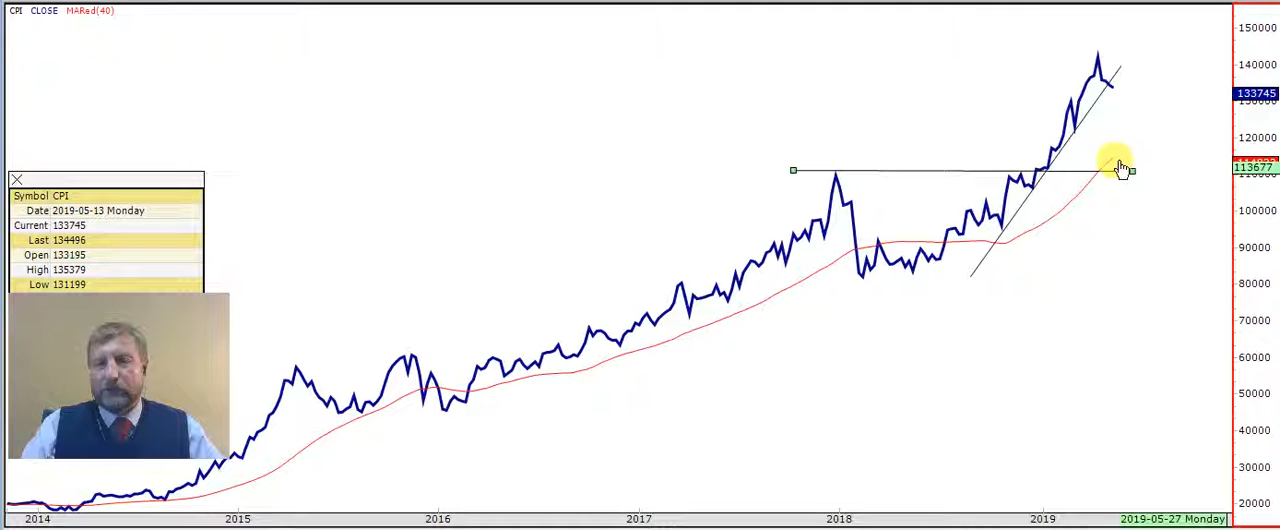 CPI CLOSE MARed(40)
150000
140000
133745
130000
120000
113677
110000
100000
90000
80000
70000
60000
50000
40000
30000
20000
Symbol CPI
Date 2019-05-13 Monday
Current 133745
Last 134496
Open 133195
High 135379
Low 131199
2014 2015 2016 2017 2018 2019 2019-05-27 Monday